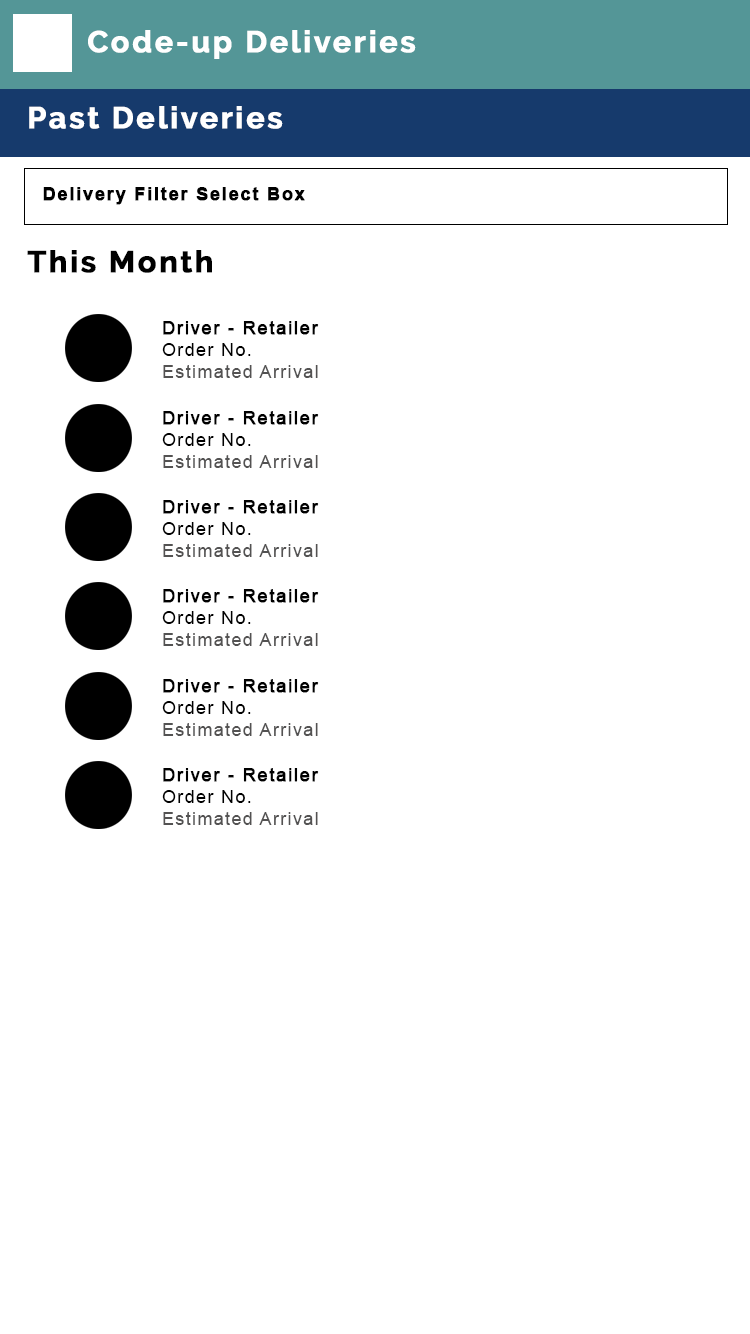 Code-up Deliveries
Past Deliveries
Delivery Filter Select Box
This Month
Driver - Retailer
Order No.
Estimated Arrival
Driver - Retailer
Order No.
Estimated Arrival
Driver - Retailer
Order No.
Estimated Arrival
Driver - Retailer
Order No.
Estimated Arrival
Driver - Retailer
Order No.
Estimated Arrival
Driver - Retailer
Order No.
Estimated Arrival